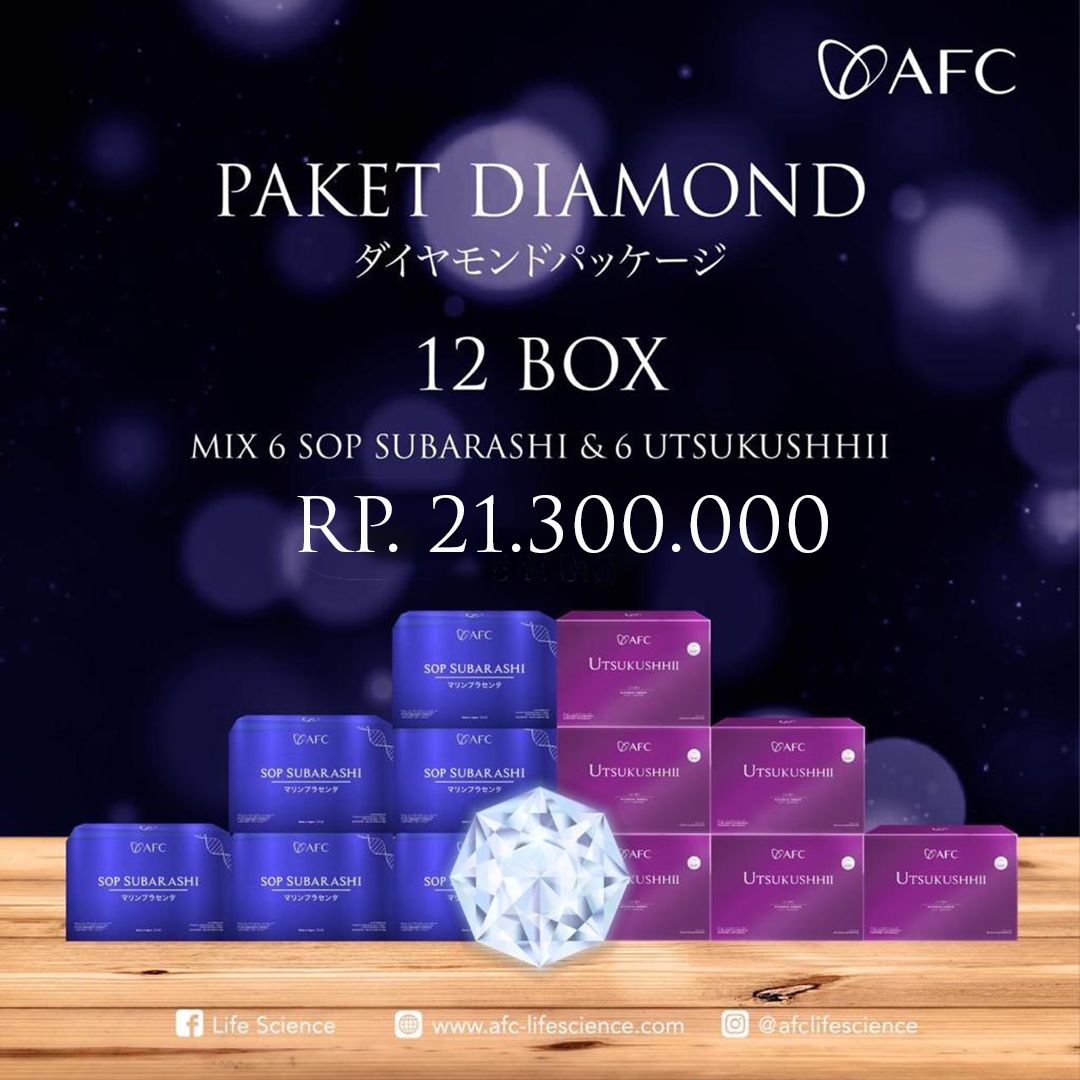 AFC
PAKET DIAMOND
ダイヤモンドパッケージ
12 BOX
MIX 6 SOP SUBARASHI & 6 UTSUKUSHHII
RP. 21.300.000
AFC
SOP SUBARASHI
マリンプラセンタ
AFC
UTSUKUSHHII
AFC
SOP SUBARASHI
マリンプラセンタ
AFC
SOP SUBARASHI
マリンプラセンタ
AFC
UTSUKUSHHII
AFC
UTSUKUSHHII
AFC
SOP SUBARASHI
マリンプラセンタ
AFC
SOP SUBARASHI
マリンプラセンタ
AFC
SOP
AFC
UTSUKUSHHII
AFC
UTSUKUSHHII
Life Science
www.afc-lifescience.com
@afclifescience